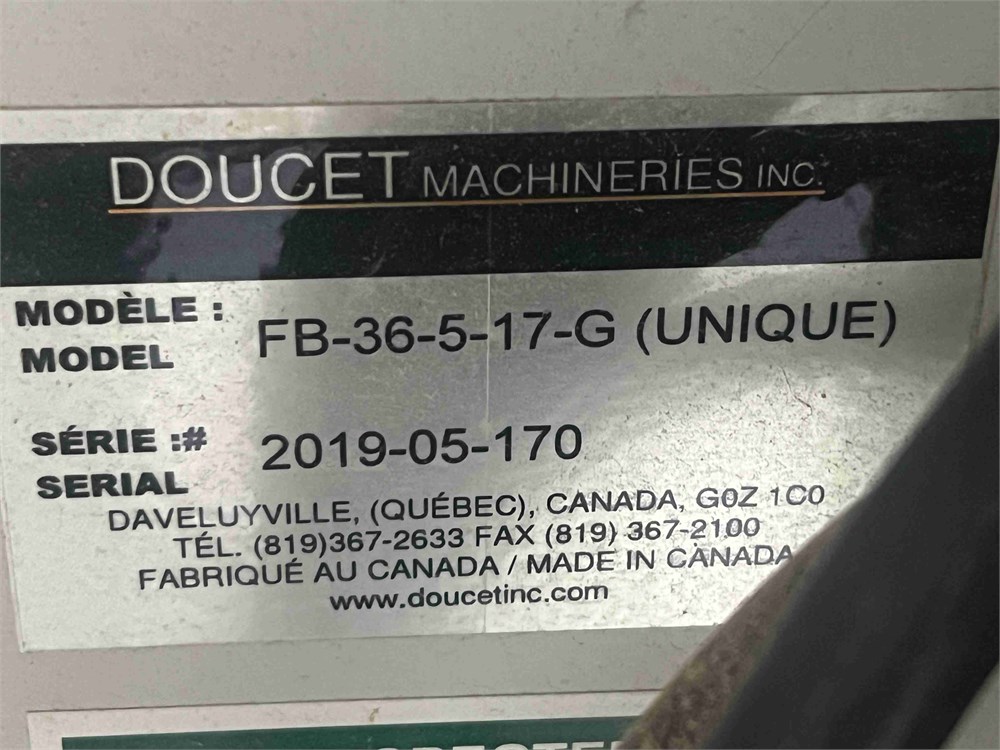 DOUCET MACHINERIES INC.
MODÈLE : FB-36-5-17-G (UNIQUE)
MODEL
SÉRIE :# 2019-05-170
SERIAL
DAVELUYVILLE, (QUÉBEC), CANADA, G0Z 1C0
TÉL. (819)367-2633 FAX (819) 367-2100
FABRIQUÉ AU CANADA / MADE IN CANADA
www.doucetinc.com